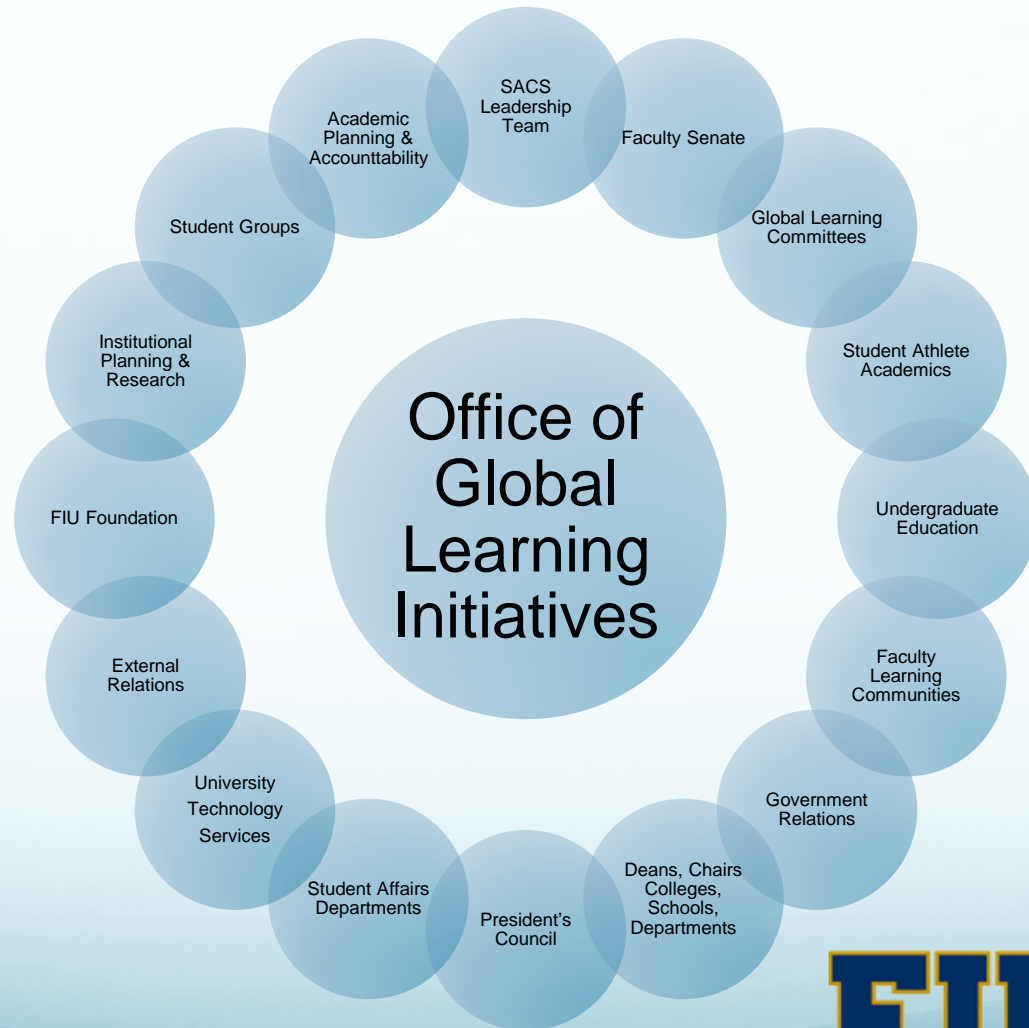 SACS
Leadership
Team
Faculty Senate
Global Learning
Committees
Student Athlete
Academics
Undergraduate
Education
Faculty
Learning
Communities
Government
Relations
Deans, Chairs
Colleges,
Schools,
Departments
President's
Council
Student Affairs
Departments
University
Technology
Services
External
Relations
FIU Foundation
Institutional
Planning &
Research
Student Groups
Academic
Planning &
Accounttability
Office of
Global
Learning
Initiatives
FIU